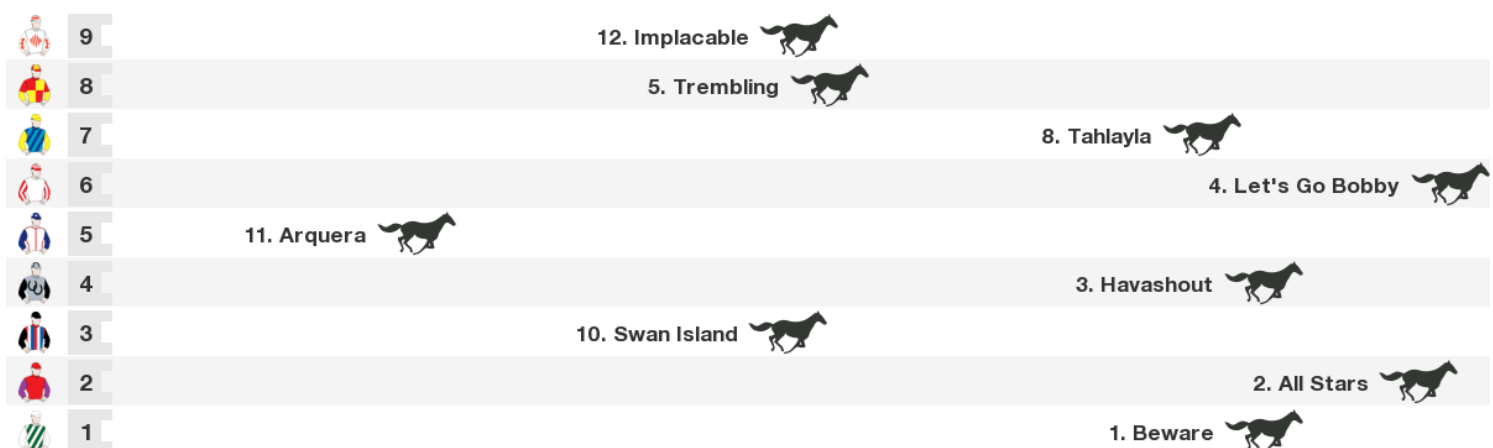 9 12. Implacable
8 5. Trembling
7 8. Tahlayla
6 4. Let's Go Bobby
5 11. Arquera
4 3. Havashout
3 10. Swan Island
2 2. All Stars
1 1. Beware